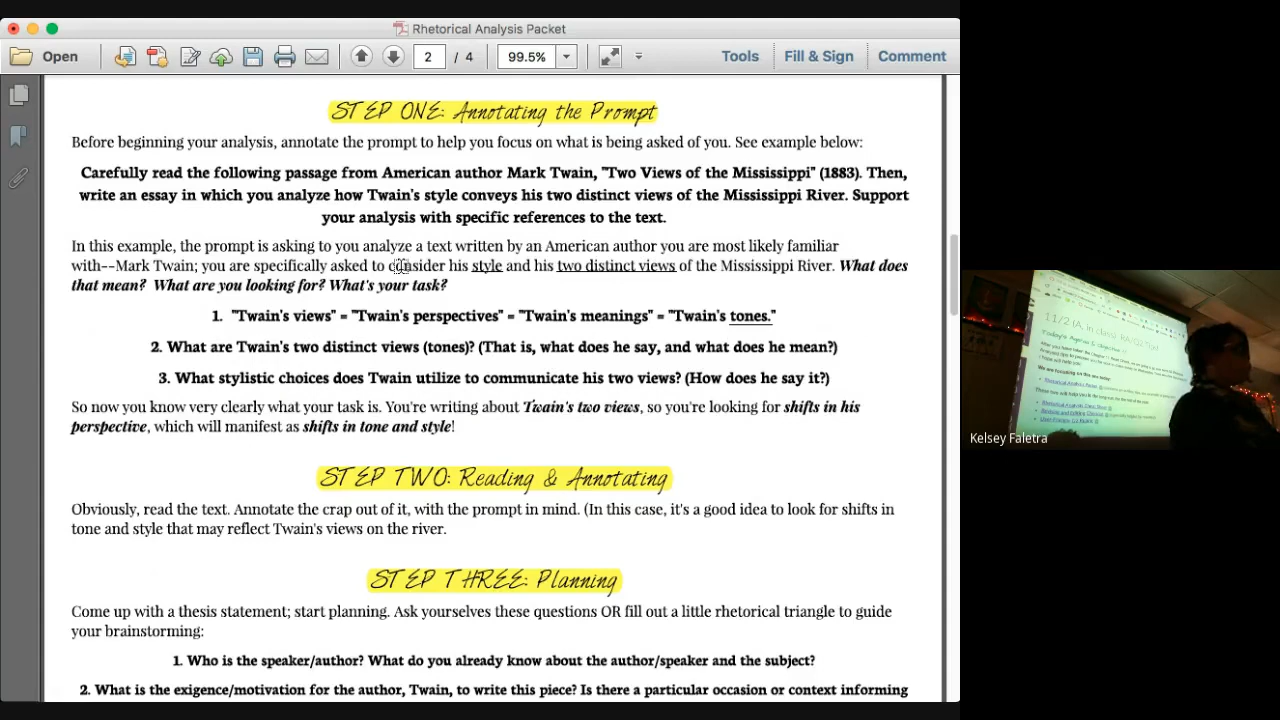 Rhetorical Analysis Packet
Open
2 / 4
99.5%
Tools
Fill & Sign
Comment
STEP ONE: Annotating the Prompt
Before beginning your analysis, annotate the prompt to help you focus on what is being asked of you. See example below:
Carefully read the following passage from American author Mark Twain, "Two Views of the Mississippi" (1883). Then,
write an essay in which you analyze how Twain's style conveys his two distinct views of the Mississippi River. Support
your analysis with specific references to the text.
In this example, the prompt is asking to you analyze a text written by an American author you are most likely familiar
with--Mark Twain; you are specifically asked to consider his style and his two distinct views of the Mississippi River. What does
that mean? What are you looking for? What's your task?
1. "Twain's views" = "Twain's perspectives" = "Twain's meanings" = "Twain's tones."
2. What are Twain's two distinct views (tones)? (That is, what does he say, and what does he mean?)
3. What stylistic choices does Twain utilize to communicate his two views? (How does he say it?)
So now you know very clearly what your task is. You're writing about Twain's two views, so you're looking for shifts in his
perspective, which will manifest as shifts in tone and style!
STEP TWO: Reading & Annotating
Obviously, read the text. Annotate the crap out of it, with the prompt in mind. (In this case, it's a good idea to look for shifts in
tone and style that may reflect Twain's views on the river.
STEP THREE: Planning
Come up with a thesis statement; start planning. Ask yourselves these questions OR fill out a little rhetorical triangle to guide
your brainstorming:
1. Who is the speaker/author? What do you already know about the author/speaker and the subject?
2. What is the exigence/motivation for the author, Twain, to write this piece? Is there a particular occasion or context informing
11/2 (A, in class)
Today's Agenda &
We are focusing on
Kelsey Faletra